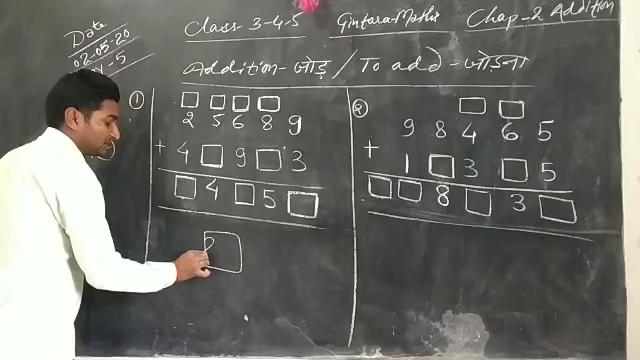 Class-3-4-5 Gintara-Maths Chap-2 Addition
Date
02-05-20
Addition-जोड़ / To add-जोड़ना
①
2 5 6 8 9
+ 4 □ 9 □ 3
□ 4 □ 5 □
②
9 8 4 6 5
+ 1 □ 3 □ 5
□ □ 8 □ 3 □